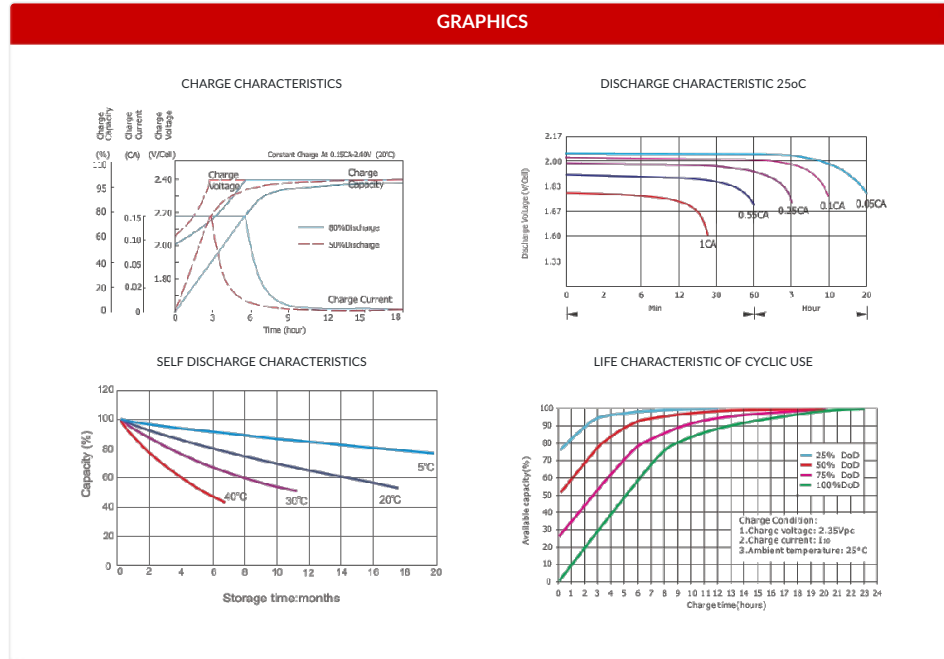 GRAPHICS
CHARGE CHARACTERISTICS
Charge Capacity
Charge Current
Charge Voltage
(%)
(CA)
(V/Cell)
Constant Charge At 0.15CA-2.40V (20℃)
95
80
60
40
20
0
0.15
0.10
0.05
0.02
0
2.40
2.20
2.00
1.80
Charge Voltage
Charge Capacity
80%Discharge
50%Discharge
Charge Current
0 3 6 9 12 15 18
Time (hour)
DISCHARGE CHARACTERISTIC 25oC
Discharge Voltage (V/Cell)
2.17
2.00
1.83
1.67
1.33
1CA
0.55CA
0.25CA
0.1CA
0.05CA
0 2 6 12 30 60 10 20
Min
Hour
SELF DISCHARGE CHARACTERISTICS
Capacity (%)
120
100
80
60
40
20
0
40℃
30℃
20℃
5℃
0 2 4 6 8 10 12 14 16 18 20
Storage time:months
LIFE CHARACTERISTIC OF CYCLIC USE
Available capacity(%)
100
90
80
70
60
50
40
30
20
10
0
25% DoD
50% DoD
75% DoD
100%DoD
Charge Condition:
1.Charge voltage: 2.35Vpc
2.Charge current: I₁₀
3.Ambient temperature: 25°C
0 1 2 3 4 5 6 7 8 9 10 11 12 13 14 15 16 17 18 19 20 21 22 23 24
Charge time(hours)